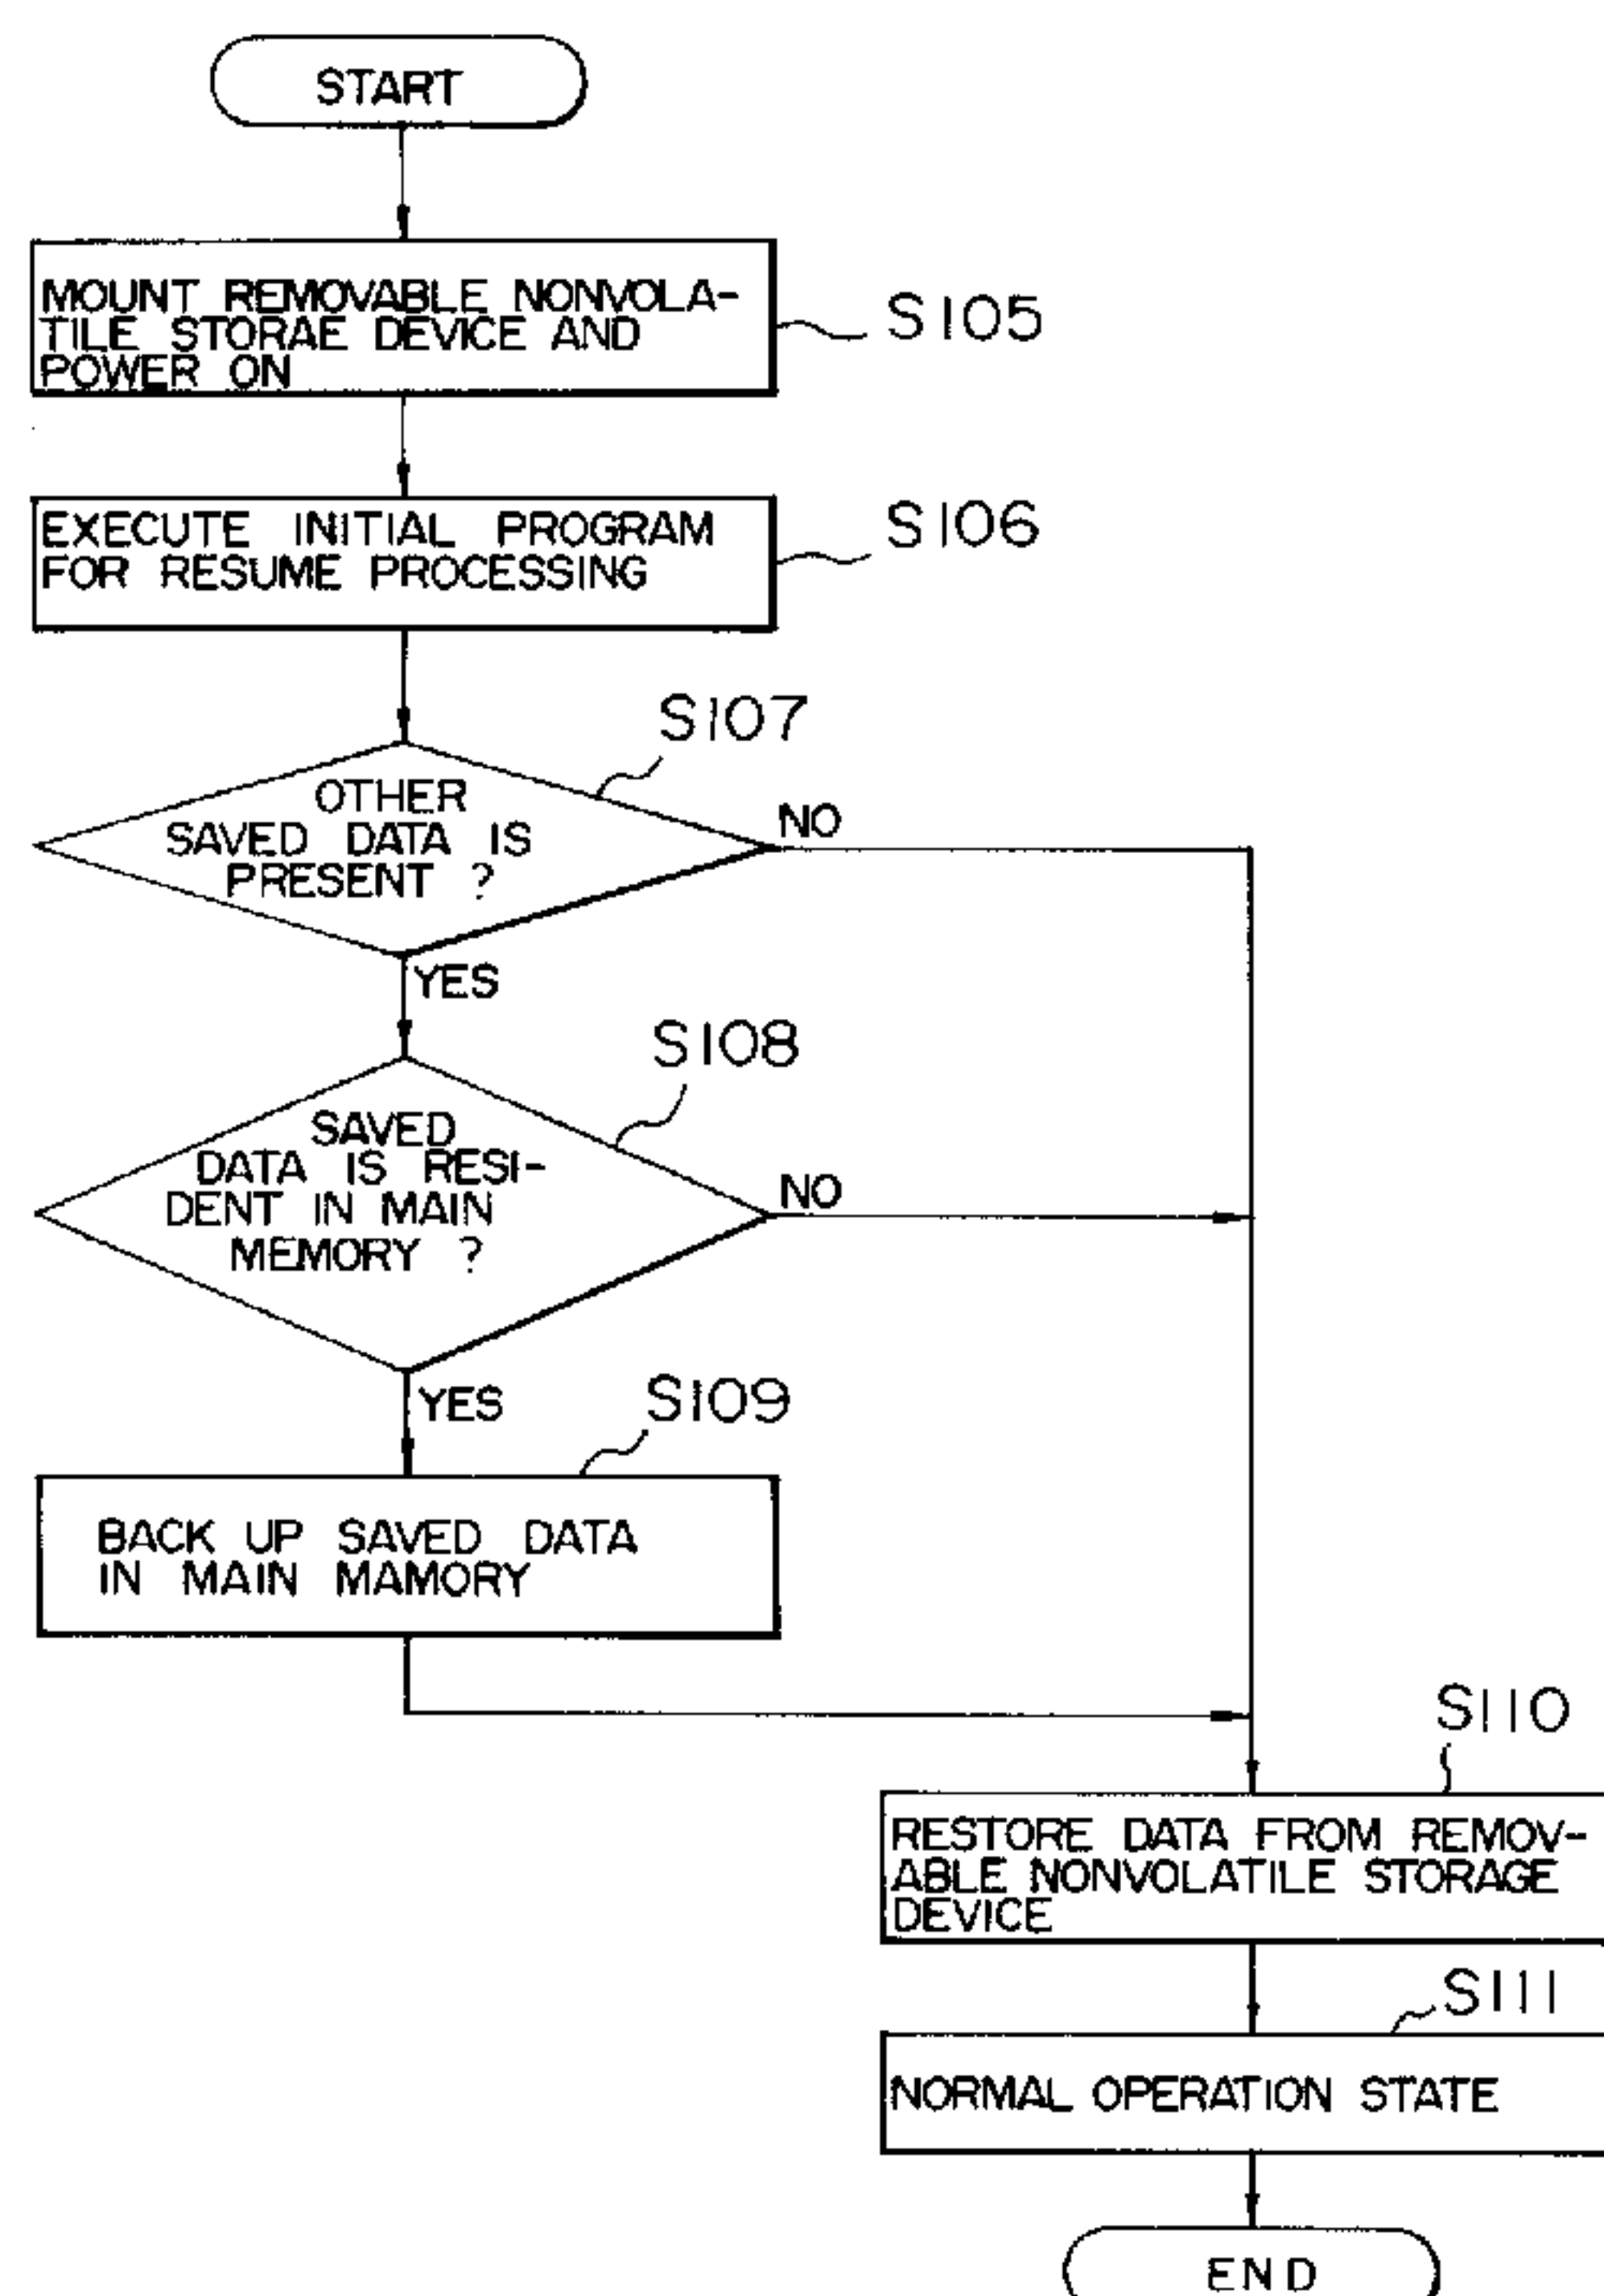 START
MOUNT REMOVABLE NONVOLA-
TILE STORAE DEVICE AND
POWER ON
S105
EXECUTE INITIAL PROGRAM
FOR RESUME PROCESSING
S106
S107
OTHER
SAVED DATA IS
PRESENT ?
NO
YES
S108
SAVED
DATA IS RESI-
DENT IN MAIN
MEMORY ?
NO
YES
S109
BACK UP SAVED DATA
IN MAIN MAMORY
S110
RESTORE DATA FROM REMOV-
ABLE NONVOLATILE STORAGE
DEVICE
S111
NORMAL OPERATION STATE
END